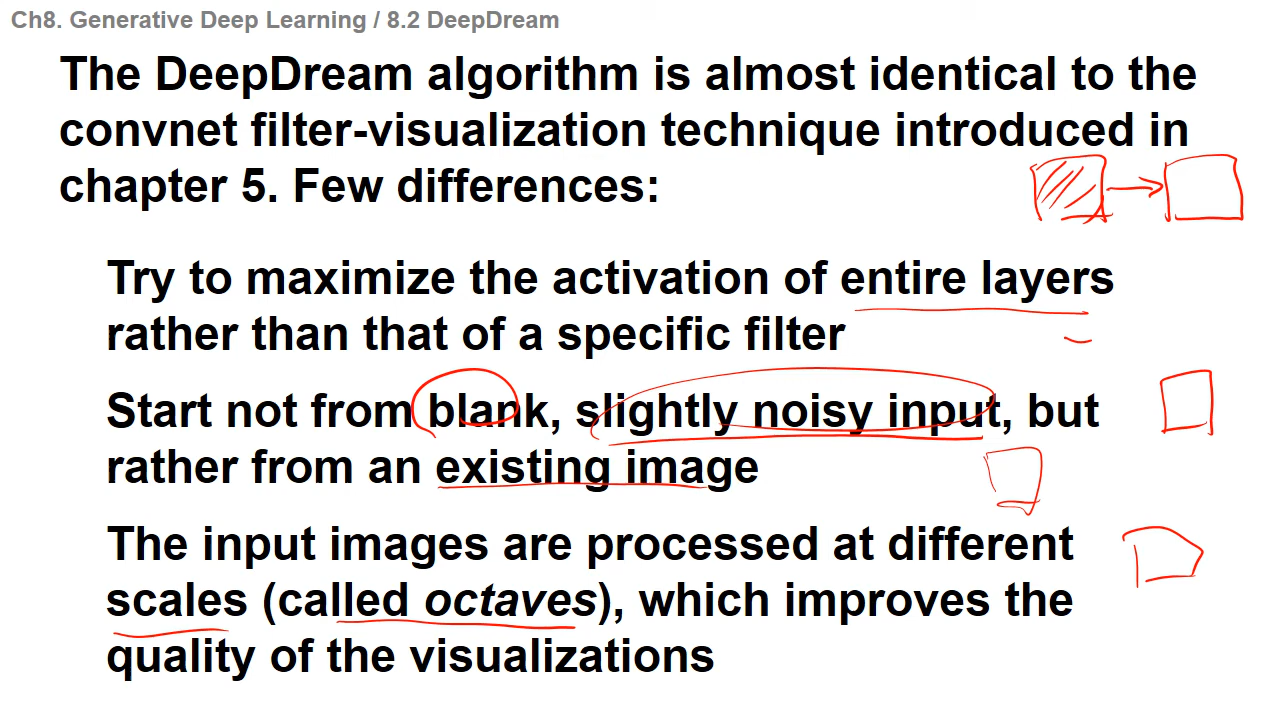 Ch8. Generative Deep Learning / 8.2 DeepDream
The DeepDream algorithm is almost identical to the
convnet filter-visualization technique introduced in
chapter 5. Few differences:
Try to maximize the activation of entire layers
rather than that of a specific filter
Start not from blank, slightly noisy input, but
rather from an existing image
The input images are processed at different
scales (called octaves), which improves the
quality of the visualizations